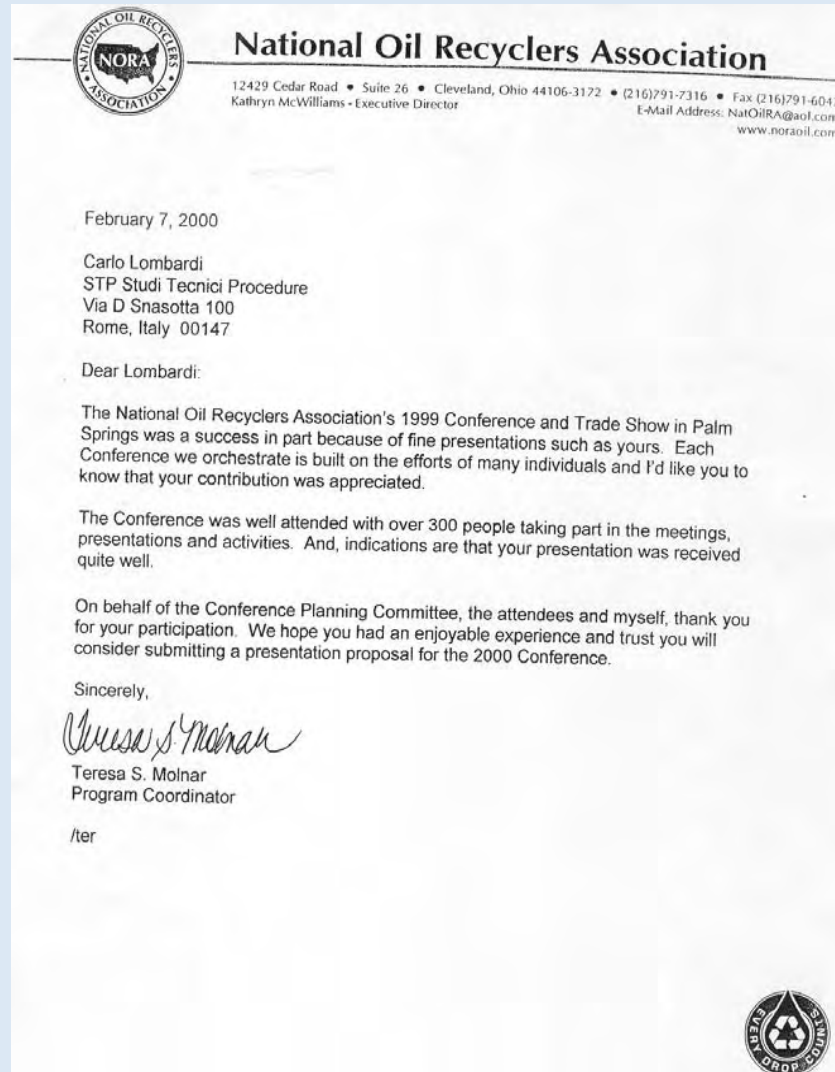 NATIONAL OIL RECYCLERS ASSOCIATION
NORA
National Oil Recyclers Association
12429 Cedar Road • Suite 26 • Cleveland, Ohio 44106-3172 • (216)791-7316 • Fax (216)791-604
Kathryn McWilliams - Executive Director
E-Mail Address: NatOilRA@aol.com
www.noraoil.com
February 7, 2000
Carlo Lombardi
STP Studi Tecnici Procedure
Via D Snasotta 100
Rome, Italy 00147
Dear Lombardi:
The National Oil Recyclers Association's 1999 Conference and Trade Show in Palm
Springs was a success in part because of fine presentations such as yours. Each
Conference we orchestrate is built on the efforts of many individuals and I'd like you to
know that your contribution was appreciated.
The Conference was well attended with over 300 people taking part in the meetings,
presentations and activities. And, indications are that your presentation was received
quite well.
On behalf of the Conference Planning Committee, the attendees and myself, thank you
for your participation. We hope you had an enjoyable experience and trust you will
consider submitting a presentation proposal for the 2000 Conference.
Sincerely,
Teresa S. Molnar
Teresa S. Molnar
Program Coordinator
/ter
EVERY DROP COUNTS